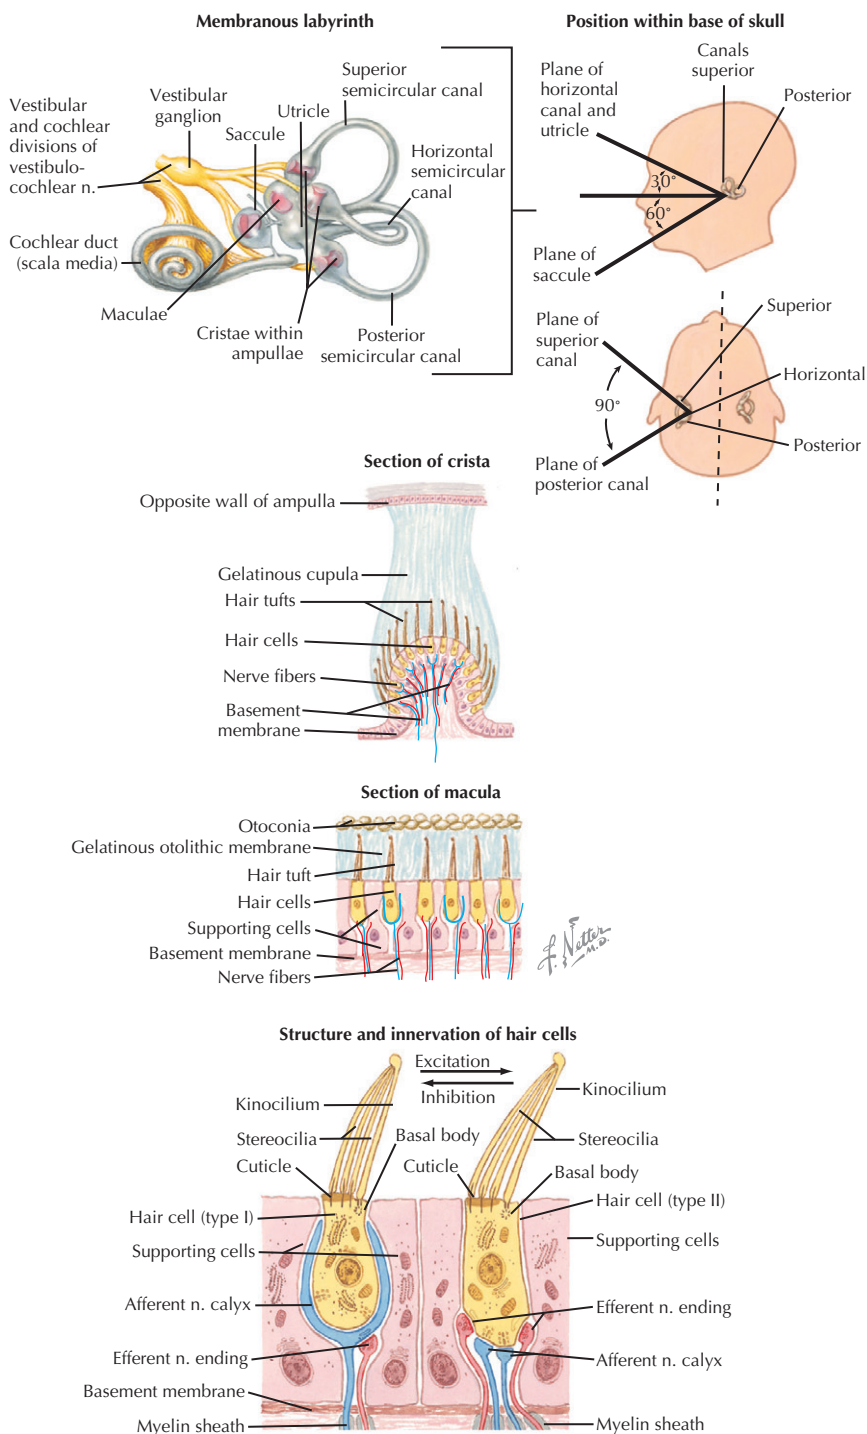 Membranous labyrinth
Position within base of skull
Superior
semicircular canal
Vestibular
ganglion
Utricle
Saccule
Vestibular
and cochlear
divisions of
vestibulo-
cochlear n.
Horizontal
semicircular
canal
Cochlear duct
(scala media)
Maculae
Cristae within
ampullae
Posterior
semicircular canal
Plane of
horizontal
canal and
utricle
Canals
superior
Posterior
30°
60°
Plane of
saccule
Plane of
superior
canal
Superior
90°
Horizontal
Posterior
Plane of
posterior canal
Section of crista
Opposite wall of ampulla
Gelatinous cupula
Hair tufts
Hair cells
Nerve fibers
Basement
membrane
Section of macula
Otoconia
Gelatinous otolithic membrane
Hair tuft
Hair cells
Supporting cells
Basement membrane
Nerve fibers
F. Netter
M.D.
Structure and innervation of hair cells
Excitation
Inhibition
Kinocilium
Kinocilium
Stereocilia
Basal body
Stereocilia
Cuticle
Cuticle
Basal body
Hair cell (type I)
Hair cell (type II)
Supporting cells
Supporting cells
Afferent n. calyx
Efferent n. ending
Efferent n. ending
Afferent n. calyx
Basement membrane
Myelin sheath
Myelin sheath